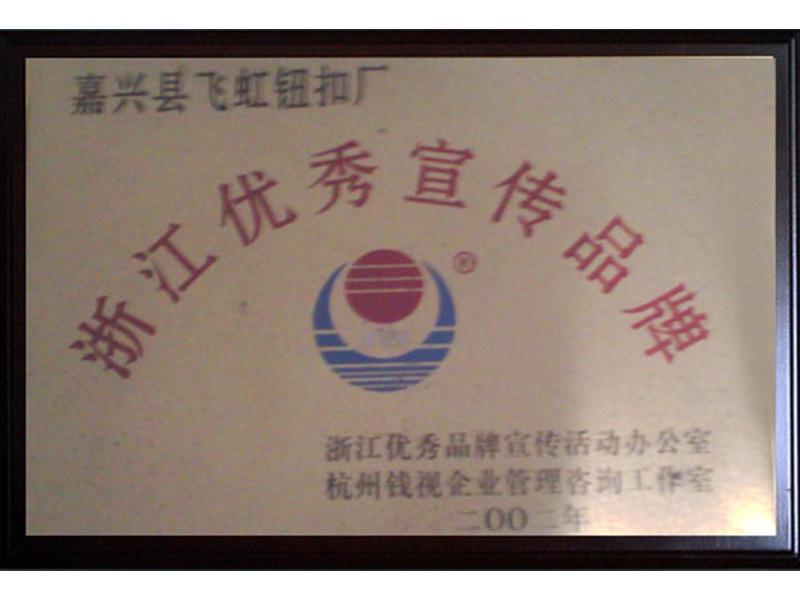 嘉兴县飞虹钮扣厂
浙江优秀宣传品牌
®
浙江优秀品牌宣传活动办公室
杭州钱视企业管理咨询工作室
二〇〇二年